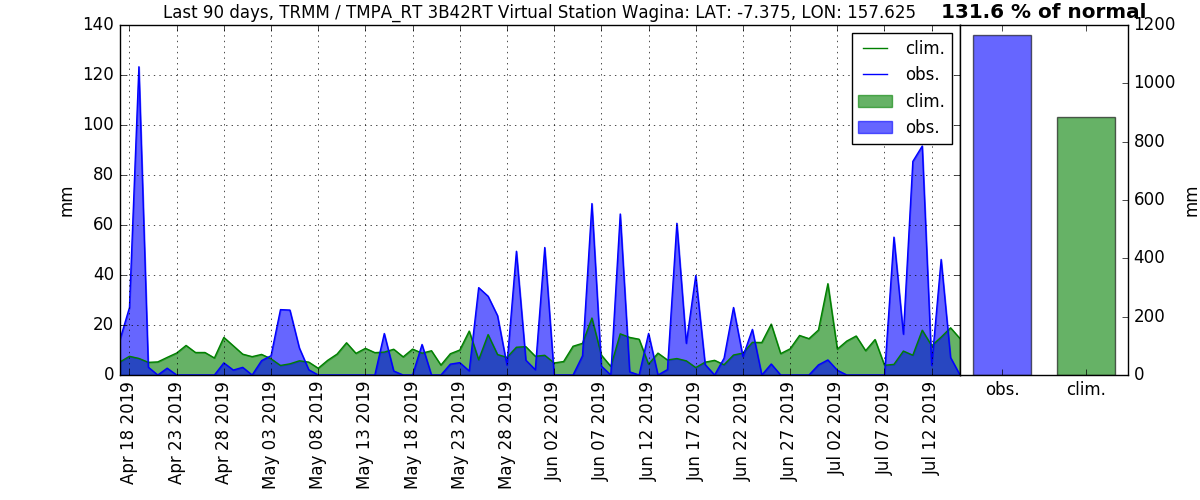 Last 90 days, TRMM / TMPA_RT 3B42RT Virtual Station Wagina: LAT: -7.375, LON: 157.625
131.6 % of normal
140
120
100
80
60
40
20
0
mm
clim.
obs.
clim.
obs.
1200
1000
800
600
400
200
0
mm
obs.
clim.
Apr 18 2019
Apr 23 2019
Apr 28 2019
May 03 2019
May 08 2019
May 13 2019
May 18 2019
May 23 2019
May 28 2019
Jun 02 2019
Jun 07 2019
Jun 12 2019
Jun 17 2019
Jun 22 2019
Jun 27 2019
Jul 02 2019
Jul 07 2019
Jul 12 2019